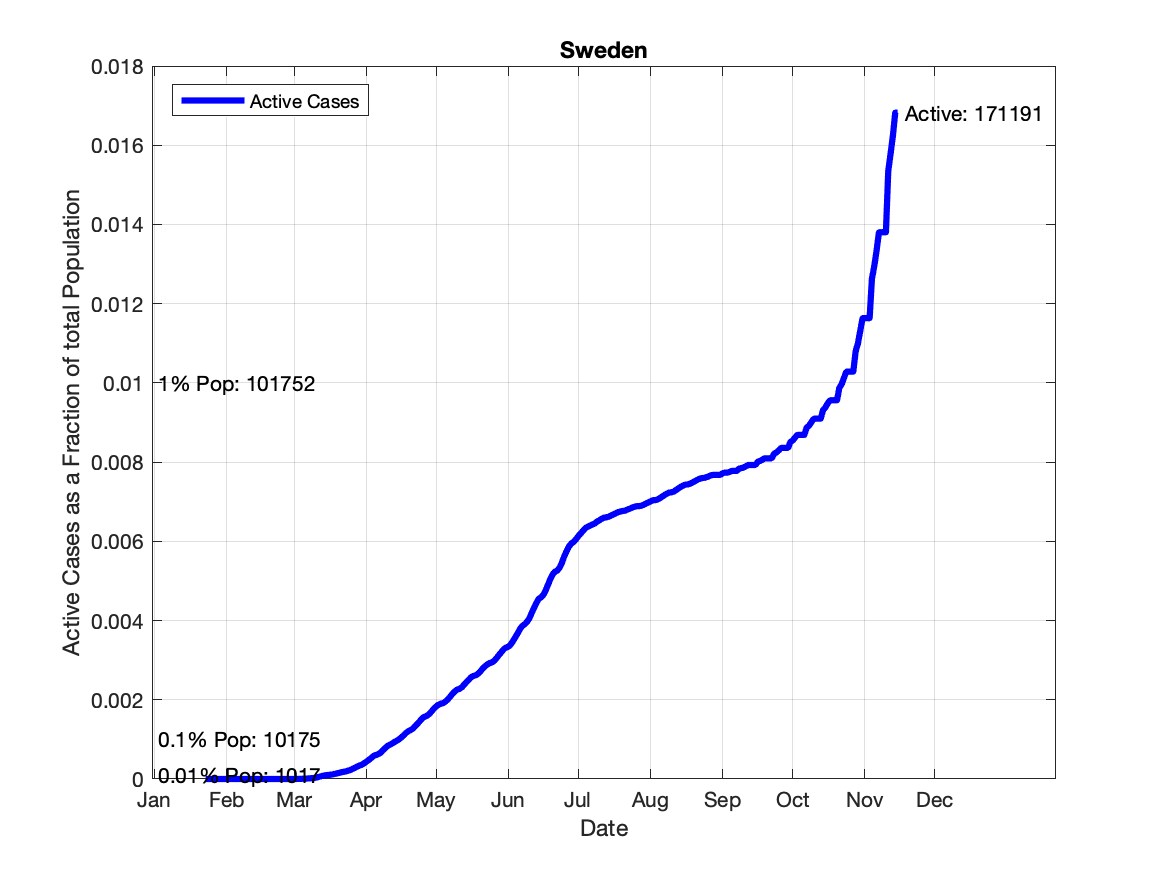 Sweden
0.018
Active Cases
Active: 171191
0.016
0.014
0.012
0.01
1% Pop: 101752
0.008
0.006
0.004
0.002
0.1% Pop: 10175
0.01% Pop: 1017
0
Jan Feb Mar Apr May Jun Jul Aug Sep Oct Nov Dec
Date
Active Cases as a Fraction of total Population